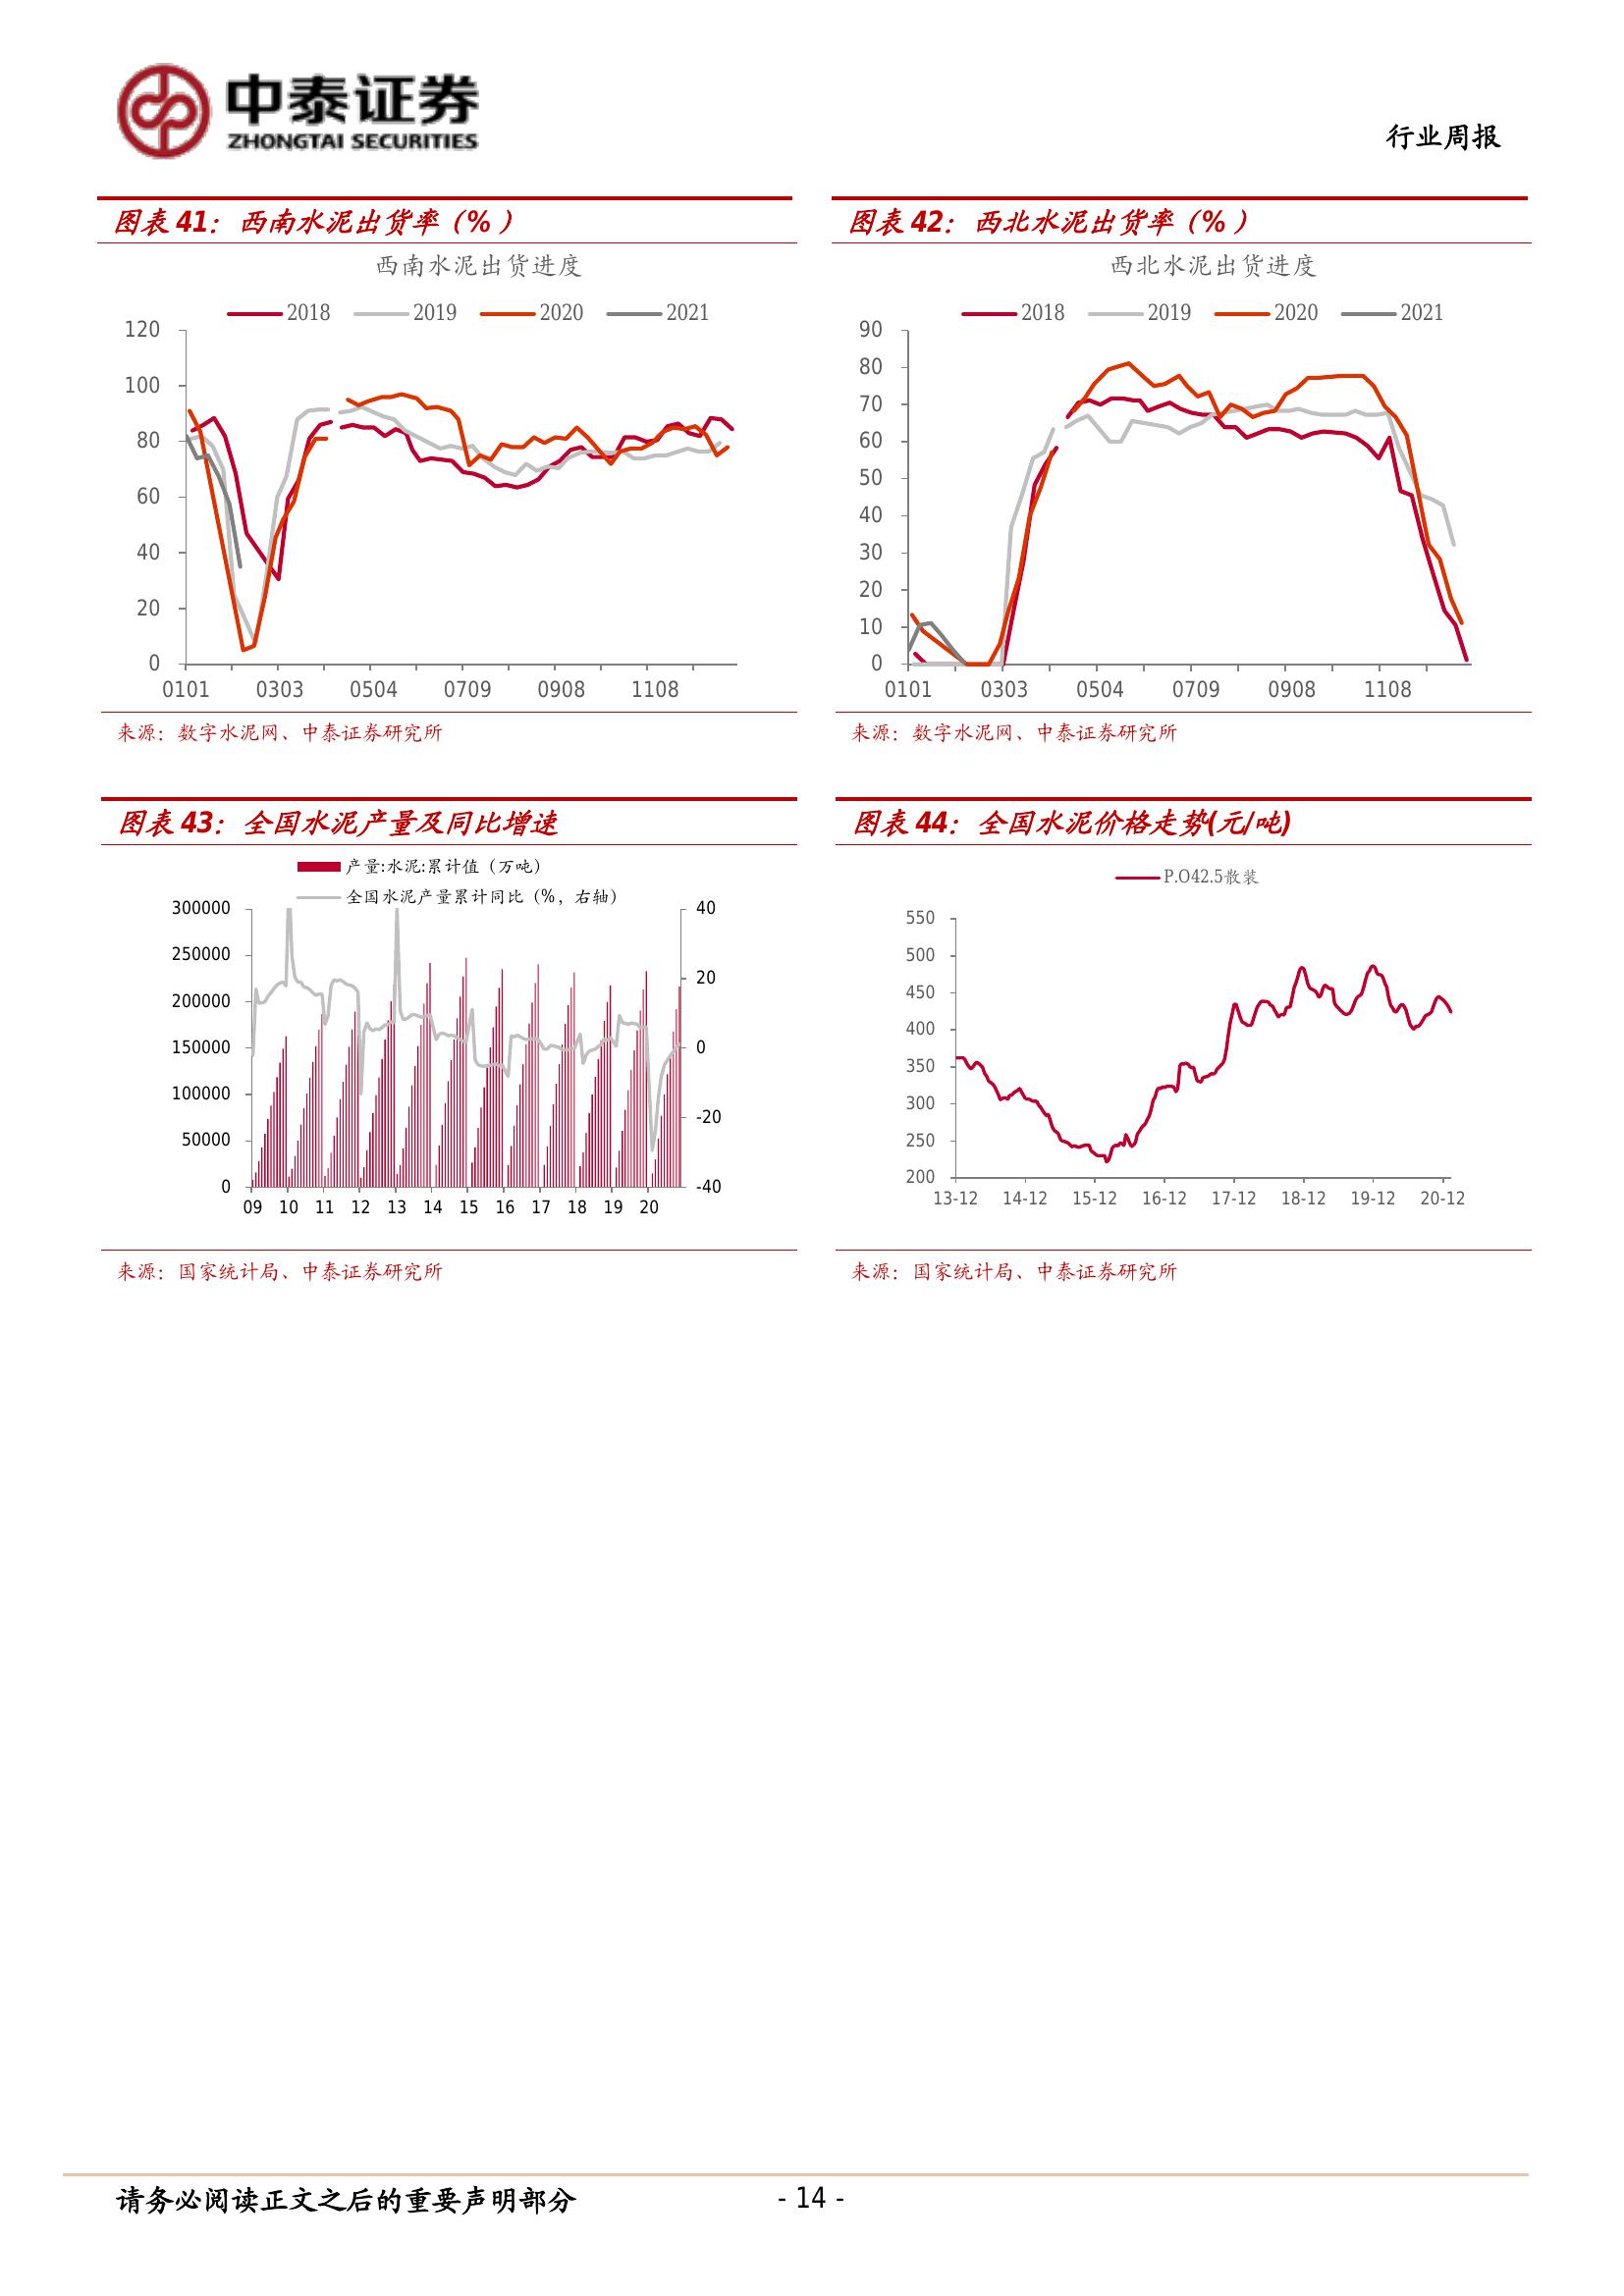 中泰证券
ZHONGTAI SECURITIES
行业周报
图表 41：西南水泥出货率（%）
西南水泥出货进度
2018 2019 2020 2021
120
100
80
60
40
20
0
0101 0303 0504 0709 0908 1108
来源：数字水泥网、中泰证券研究所
图表 42：西北水泥出货率（%）
西北水泥出货进度
2018 2019 2020 2021
90
80
70
60
50
40
30
20
10
0
0101 0303 0504 0709 0908 1108
来源：数字水泥网、中泰证券研究所
图表 43：全国水泥产量及同比增速
产量:水泥:累计值（万吨）
全国水泥产量累计同比（%，右轴）
300000 40
250000
20
200000
150000 0
100000
-20
50000
0 -40
09 10 11 12 13 14 15 16 17 18 19 20
来源：国家统计局、中泰证券研究所
图表 44：全国水泥价格走势(元/吨)
P.O42.5散装
550
500
450
400
350
300
250
200
13-12 14-12 15-12 16-12 17-12 18-12 19-12 20-12
来源：国家统计局、中泰证券研究所
请务必阅读正文之后的重要声明部分
- 14 -